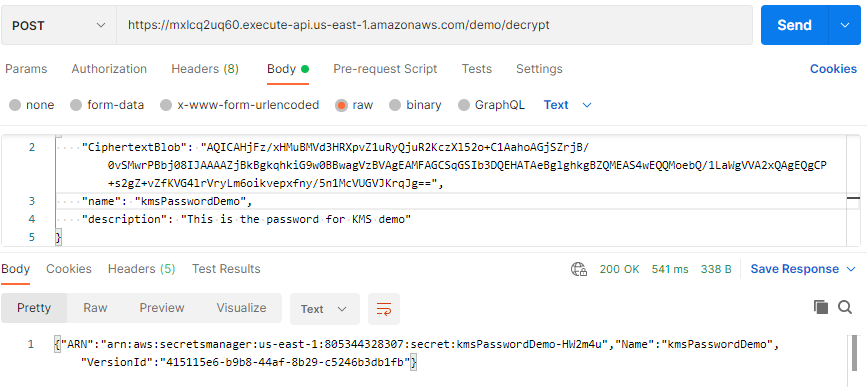 POST https://mxlcq2uq60.execute-api.us-east-1.amazonaws.com/demo/decrypt Send
Params Authorization Headers (8) Body Pre-request Script Tests Settings Cookies
none form-data x-www-form-urlencoded raw binary GraphQL Text
2 "CiphertextBlob": "AQICAHjFz/xHMuBMVd3HRXpvZ1uRyQjuR2KczXl52o+C1AahoAGjSZrjB/
0vSMwrPBbj08IJAAAAZjBkBgkqhkiG9w0BBwagVzBVAgEAMFAGCSqGSIb3DQEHATAeBglghkgBZQMEAS4wEQQMoebQ/1LaWgVVA2xQAgEQgCP
+s2gZ+vZfKVG4lrVryLm6oikvepxfny/5n1McVUGVJKrqJg==",
3 "name": "kmsPasswordDemo",
4 "description": "This is the password for KMS demo"
5 }
Body Cookies Headers (5) Test Results 200 OK 541 ms 338 B Save Response
Pretty Raw Preview Visualize Text
1 {"ARN":"arn:aws:secretsmanager:us-east-1:805344328307:secret:kmsPasswordDemo-HW2m4u","Name":"kmsPasswordDemo",
"VersionId":"415115e6-b9b8-44af-8b29-c5246b3db1fb"}